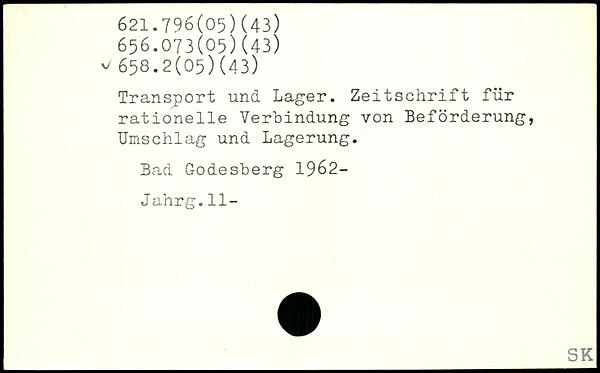 621.796(05)(43)
656.073(05)(43)
✓ 658.2(05)(43)
Transport und Lager. Zeitschrift für
rationelle Verbindung von Beförderung,
Umschlag und Lagerung.
Bad Godesberg 1962-
Jahrg.11-
SK